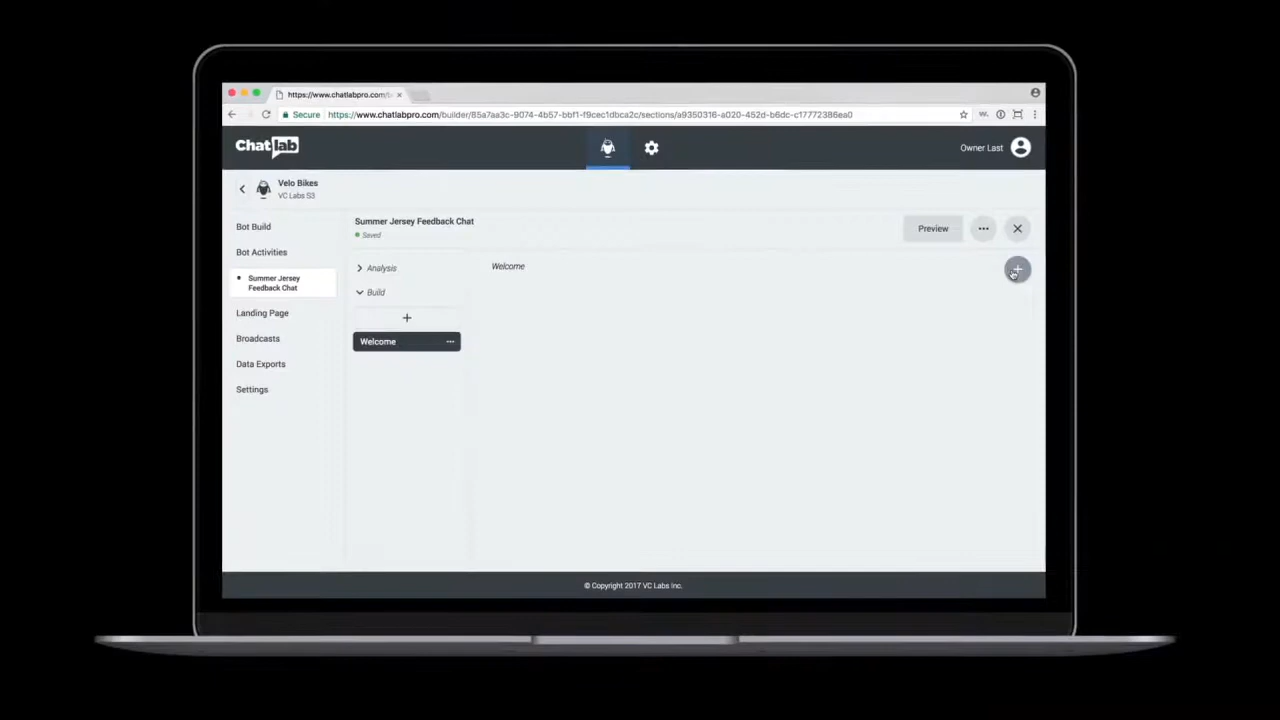 https://www.chatlabpro.com/b
Secure https://www.chatlabpro.com/builder/85a7aa3c-9074-4b57-bbf1-f9cec1dbca2c/sections/a9350316-a020-452d-b6dc-c17772386ea0
Chat lab
Owner Last
Velo Bikes
VC Labs S3
Bot Build
Bot Activities
Summer Jersey
Feedback Chat
Landing Page
Broadcasts
Data Exports
Settings
Summer Jersey Feedback Chat
Saved
Preview
Analysis
Build
Welcome
Welcome
© Copyright 2017 VC Labs Inc.